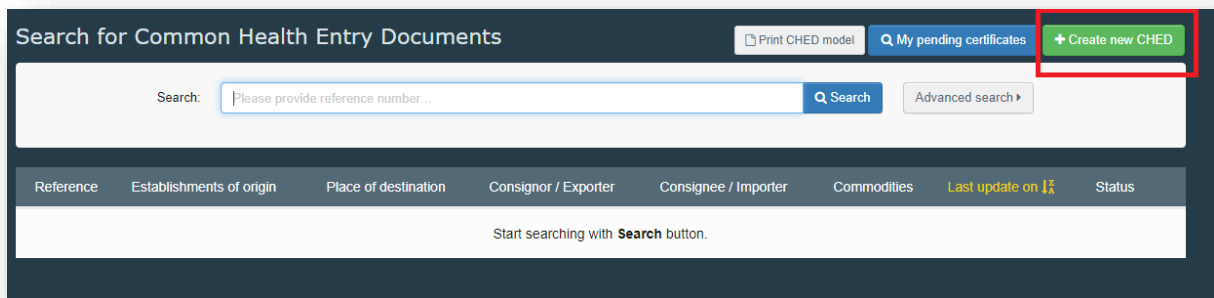 Search for Common Health Entry Documents
Print CHED model
My pending certificates
+ Create new CHED
Search:
Please provide reference number...
Search
Advanced search
Reference Establishments of origin Place of destination Consignor / Exporter Consignee / Importer Commodities Last update on Status
Start searching with Search button.